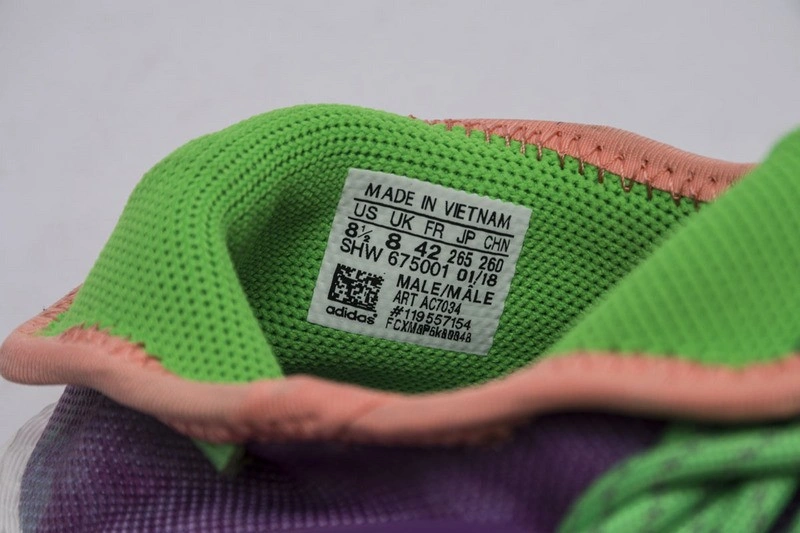 MADE IN VIETNAM
US UK FR JP CHN
8½ 8 42 265 260
SHW 675001 01/18
MALE/MÂLE
ART AC7034
#119557154
adidas